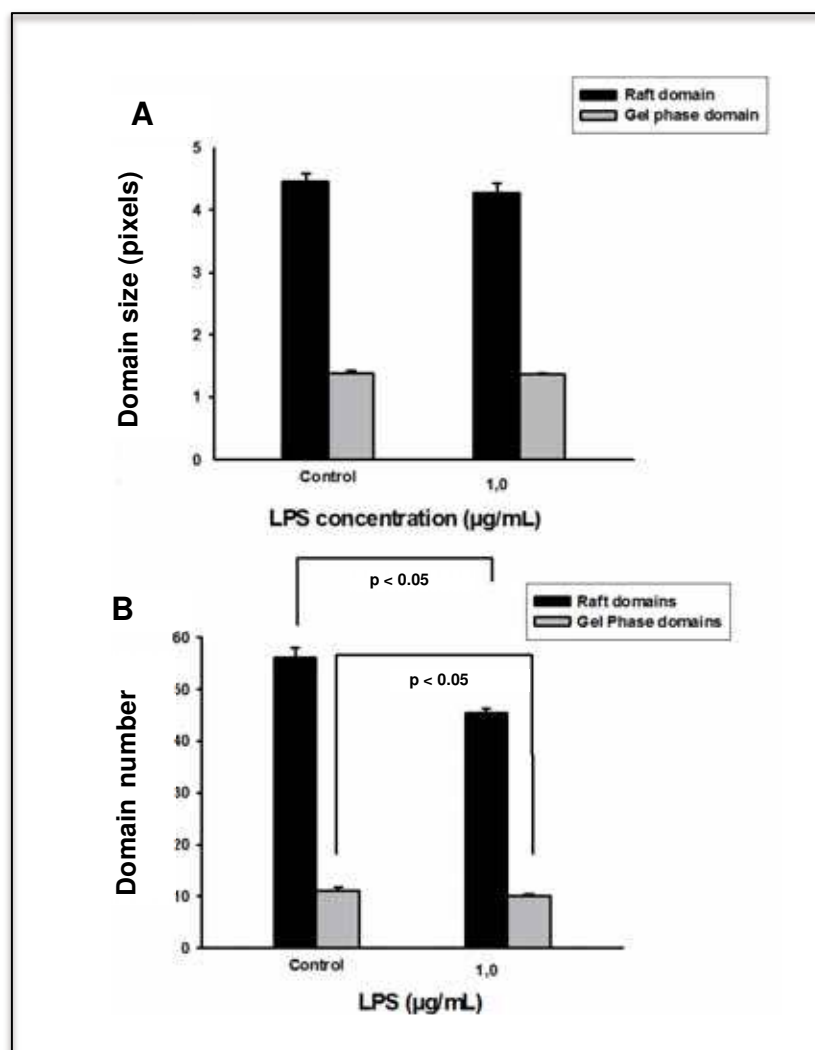 A
Raft domain
Gel phase domain
Domain size (pixels)
5
4
3
2
1
0
Control
1,0
LPS concentration (µg/mL)
p < 0.05
B
Raft domains
Gel Phase domains
p < 0.05
Domain number
60
50
40
30
20
10
0
Control
1,0
LPS (µg/mL)